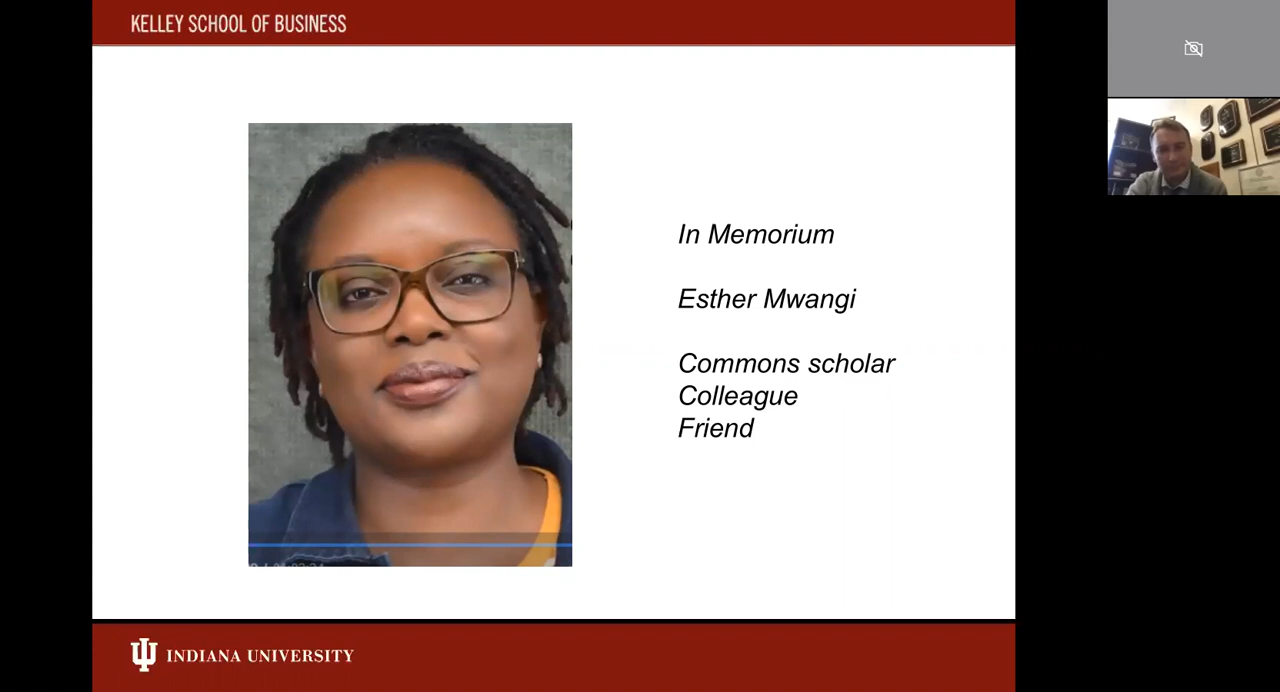 KELLEY SCHOOL OF BUSINESS
In Memorium
Esther Mwangi
Commons scholar
Colleague
Friend
INDIANA UNIVERSITY